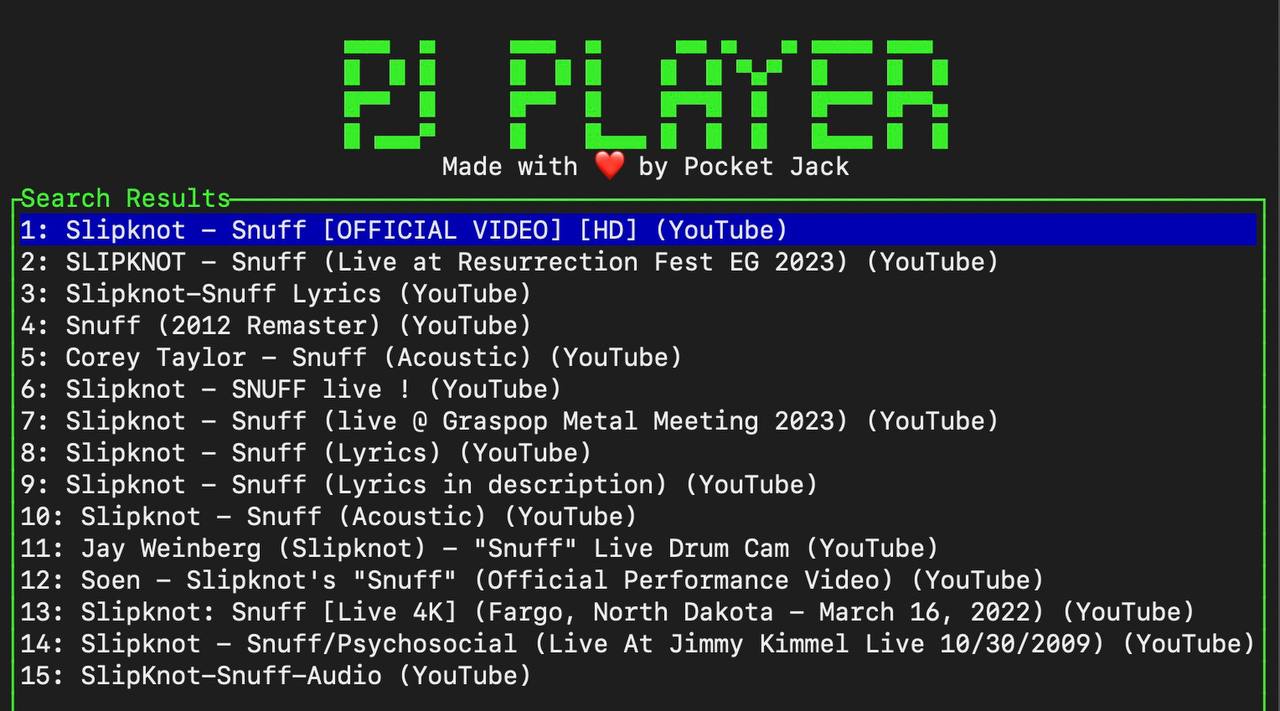 PJ PLAYER
Made with ❤️ by Pocket Jack
Search Results
1: Slipknot - Snuff [OFFICIAL VIDEO] [HD] (YouTube)
2: SLIPKNOT - Snuff (Live at Resurrection Fest EG 2023) (YouTube)
3: Slipknot-Snuff Lyrics (YouTube)
4: Snuff (2012 Remaster) (YouTube)
5: Corey Taylor - Snuff (Acoustic) (YouTube)
6: Slipknot - SNUFF live ! (YouTube)
7: Slipknot - Snuff (live @ Graspop Metal Meeting 2023) (YouTube)
8: Slipknot - Snuff (Lyrics) (YouTube)
9: Slipknot - Snuff (Lyrics in description) (YouTube)
10: Slipknot - Snuff (Acoustic) (YouTube)
11: Jay Weinberg (Slipknot) - "Snuff" Live Drum Cam (YouTube)
12: Soen - Slipknot's "Snuff" (Official Performance Video) (YouTube)
13: Slipknot: Snuff [Live 4K] (Fargo, North Dakota - March 16, 2022) (YouTube)
14: Slipknot - Snuff/Psychosocial (Live At Jimmy Kimmel Live 10/30/2009) (YouTube)
15: SlipKnot-Snuff-Audio (YouTube)